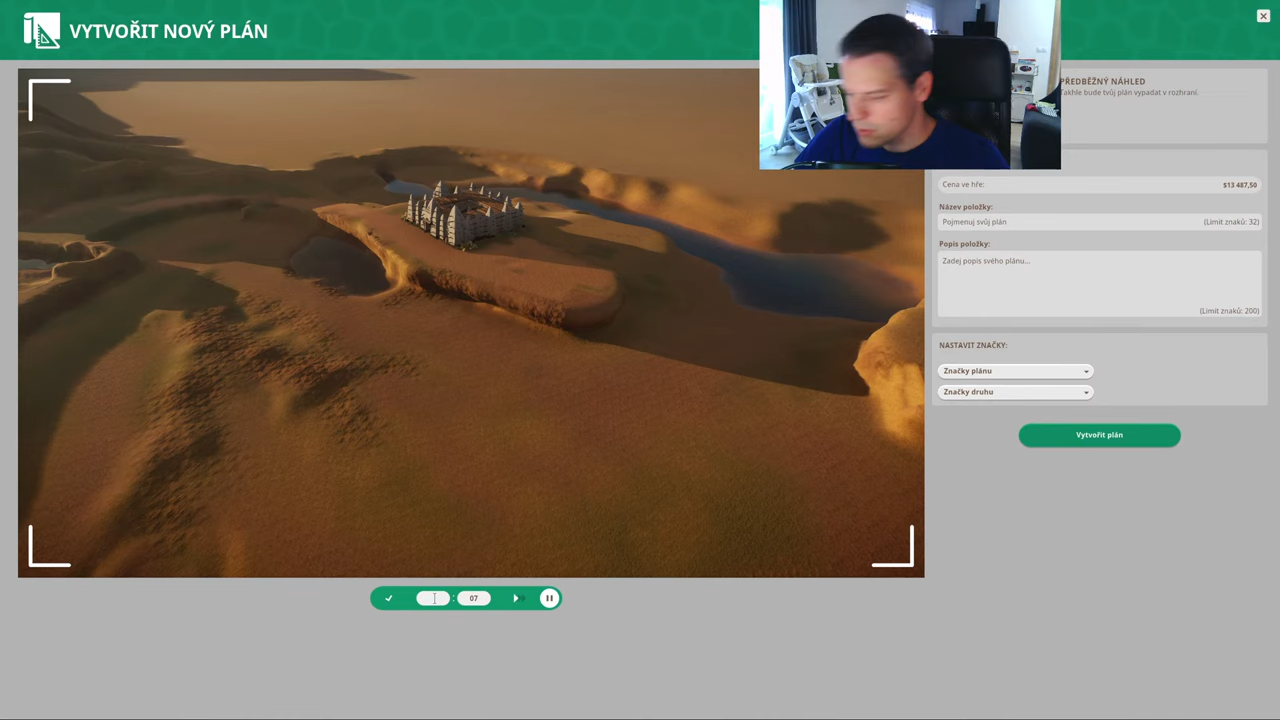 VYTVOŘIT NOVÝ PLÁN
PŘEDBĚŽNÝ NÁHLED
Takhle bude tvůj plán vypadat v rozhraní.
Cena ve hře:
$13 487,50
Název položky:
Pojmenuj svůj plán
(Limit znaků: 32)
Popis položky:
Zadej popis svého plánu...
(Limit znaků: 200)
NASTAVIT ZNAČKY:
Značky plánu
Značky druhu
Vytvořit plán
: 07